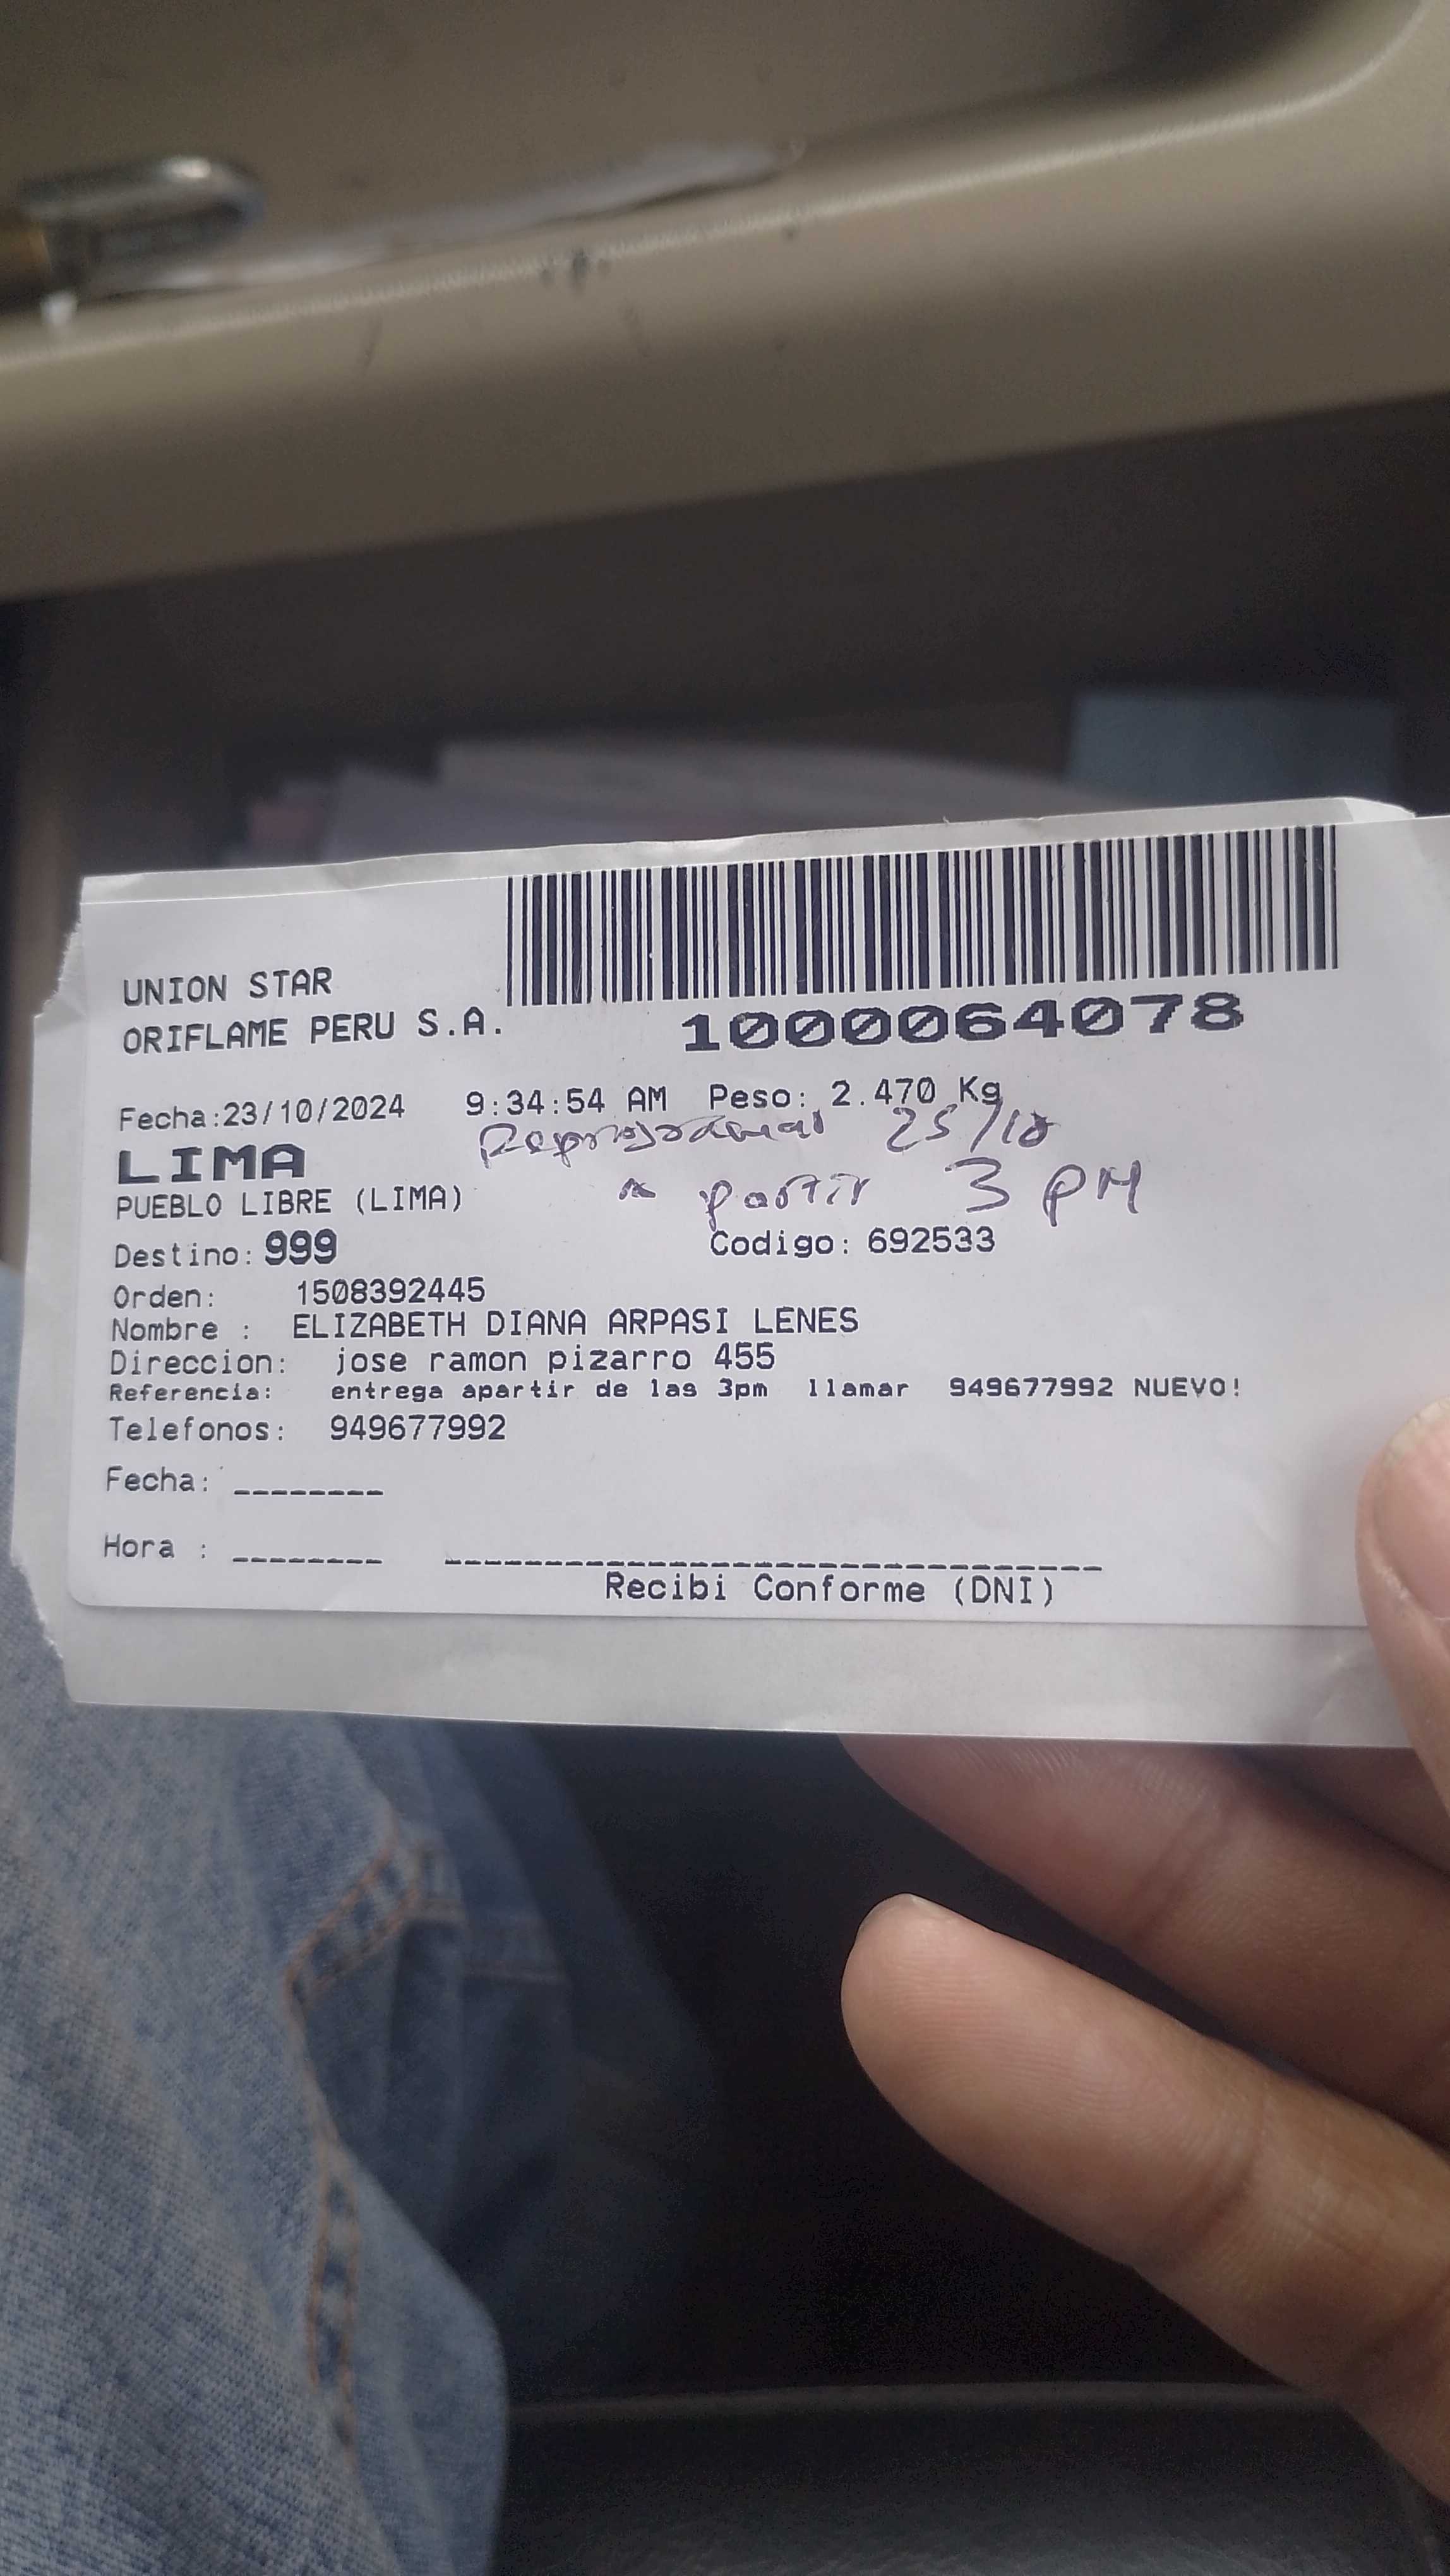 UNION STAR
ORIFLAME PERU S.A.
1000064078
Fecha:23/10/2024 9:34:54 AM Peso: 2.470 Kg
25/10
LIMA
a partir 3 PM
PUEBLO LIBRE (LIMA)
Destino: 999 Codigo: 692533
Orden: 1508392445
Nombre : ELIZABETH DIANA ARPASI LENES
Direccion: jose ramon pizarro 455
Referencia: entrega apartir de las 3pm llamar 949677992 NUEVO!
Telefonos: 949677992
Fecha: ________
Hora : ________
Recibi Conforme (DNI)